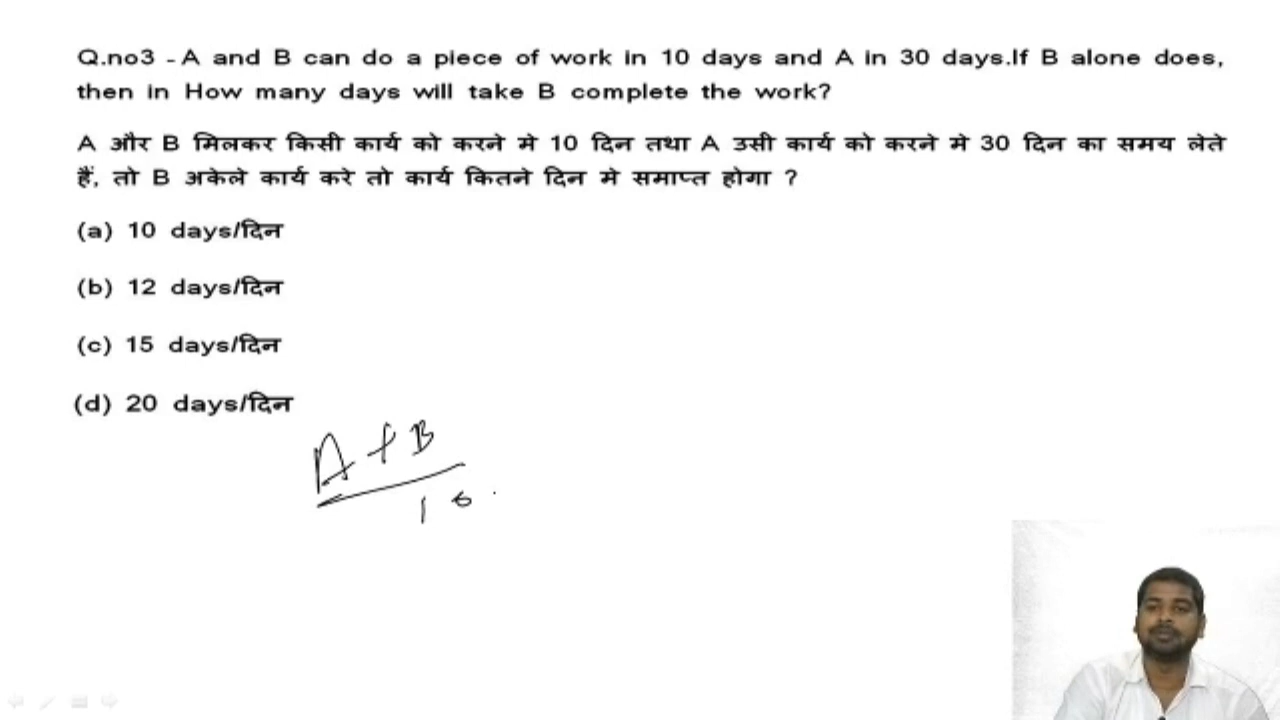 Q.no3 - A and B can do a piece of work in 10 days and A in 30 days.If B alone does,
then in How many days will take B complete the work?
A और B मिलकर किसी कार्य को करने मे 10 दिन तथा A उसी कार्य को करने मे 30 दिन का समय लेते
हैं, तो B अकेले कार्य करे तो कार्य कितने दिन मे समाप्त होगा ?
(a) 10 days/दिन
(b) 12 days/दिन
(c) 15 days/दिन
(d) 20 days/दिन
A + B